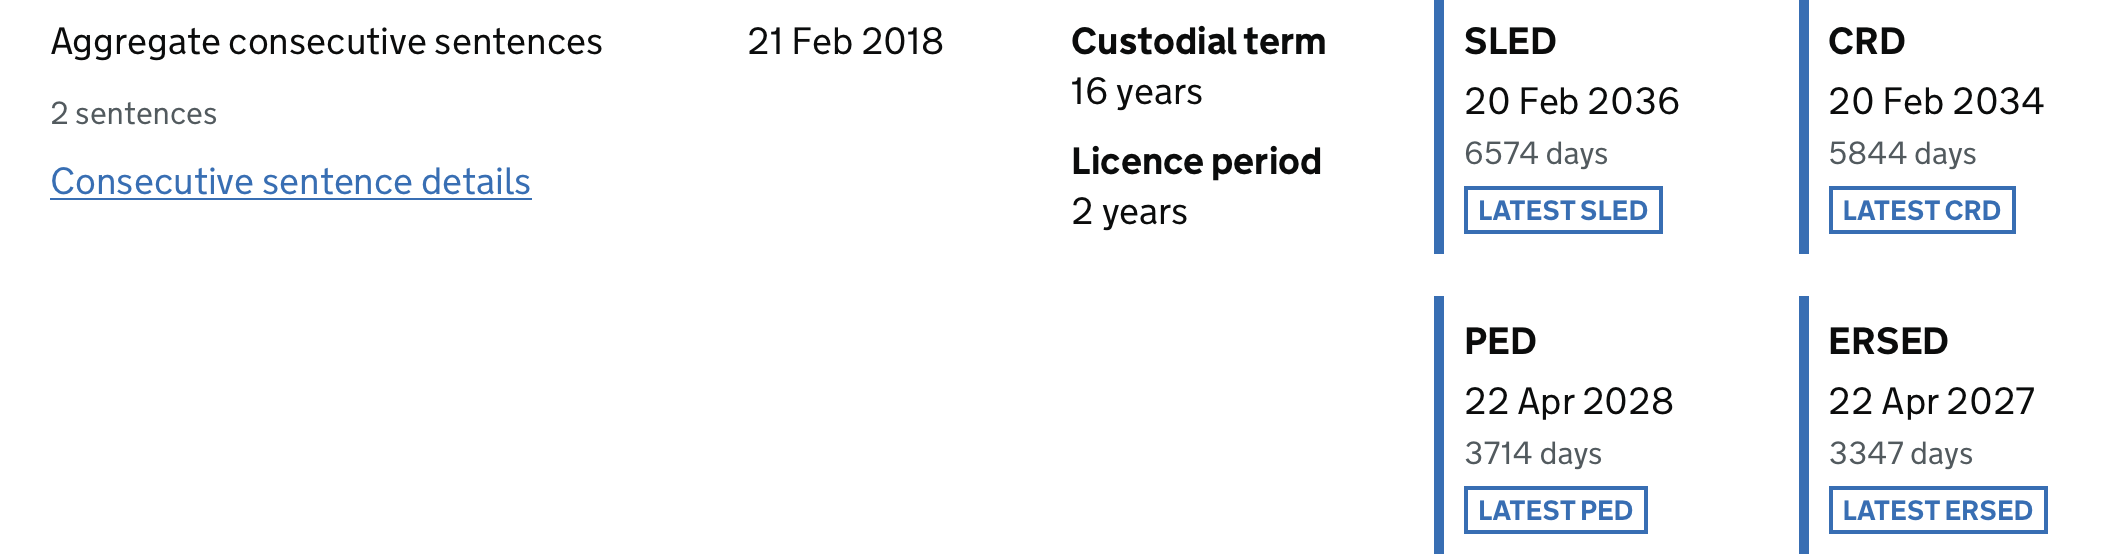 Aggregate consecutive sentences
2 sentences
Consecutive sentence details
21 Feb 2018
Custodial term
16 years
Licence period
2 years
SLED
20 Feb 2036
6574 days
LATEST SLED
CRD
20 Feb 2034
5844 days
LATEST CRD
PED
22 Apr 2028
3714 days
LATEST PED
ERSED
22 Apr 2027
3347 days
LATEST ERSED